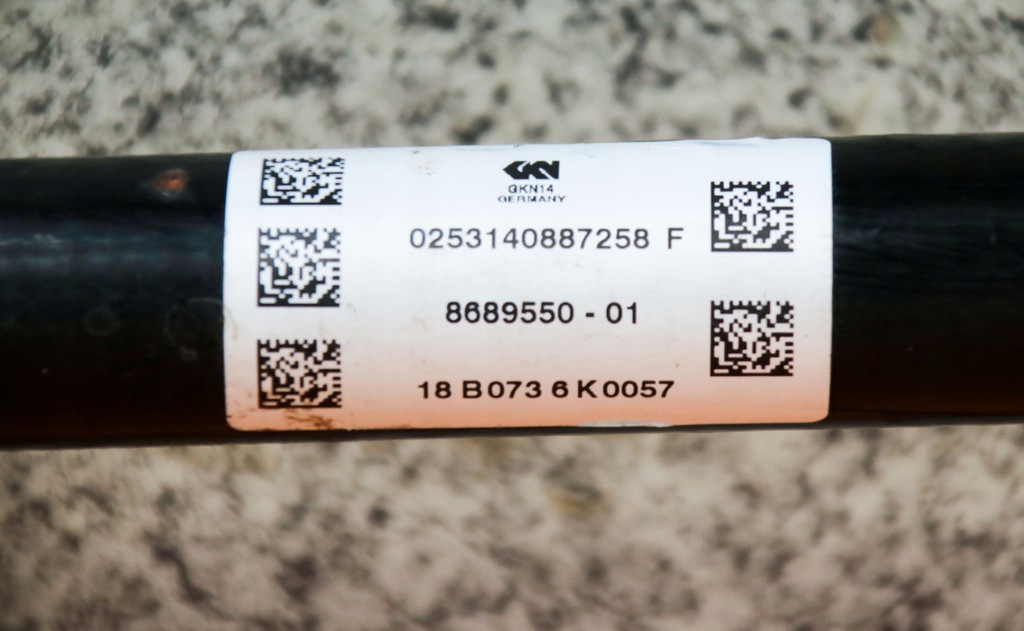 GKN
GKN14
GERMANY
0253140887258 F
8689550 - 01
18 B073 6 K0057